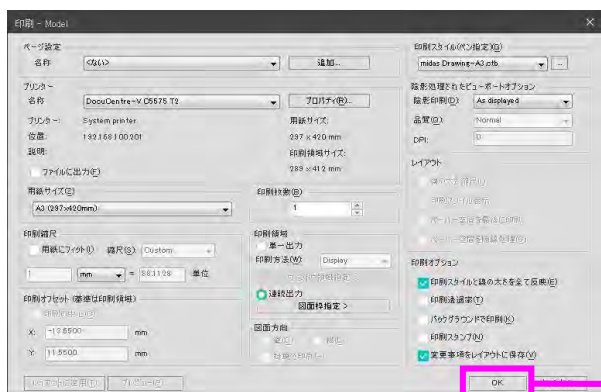 印刷 - Model
ページ設定
名称
<ない>
追加...
プリンター
名称
DocuCentre-V C5575 T2
プロパティ(R)...
プリンター:
System printer
用紙サイズ:
位置:
192.168.100.201
297 x 420 mm
説明:
印刷領域サイズ:
289 x 412 mm
ファイルに出力(F)
用紙サイズ(Z)
A3 (297x420mm)
印刷枚数(B)
1
印刷縮尺
用紙にフィット(I)
縮尺(S):
Custom
1
mm
=
単位
印刷領域
単一出力
印刷方法(W):
Display
連続出力
図面枠指定 >
印刷オフセット (基準は印刷領域)
X:
-13.6500
mm
Y:
11.5500
mm
図面方向
印刷スタイル(ペン指定)(G)
midas Drawing-A3.ctb
...
陰影処理されたビューポートオプション
陰影印刷(D)
As displayed
品質(Q)
Normal
DPI:
レイアウト
印刷オプション
印刷スタイルと線の太さを全て反映(E)
印刷透過率(T)
バックグラウンドで印刷(K)
印刷スタンプ(N)
変更事項をレイアウトに保存(V)
OK